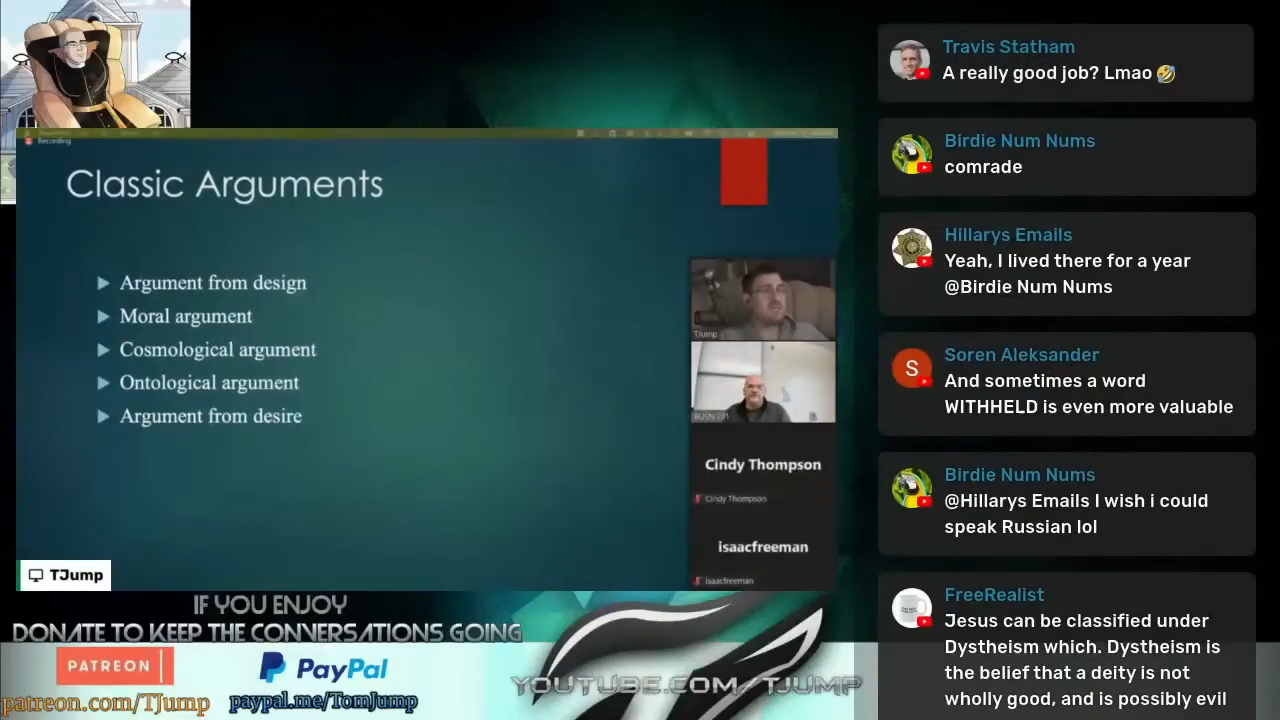 Recording
Classic Arguments
Argument from design
Moral argument
Cosmological argument
Ontological argument
Argument from desire
TJump
BUSN 201
Cindy Thompson
Cindy Thompson
isaacfreeman
isaacfreeman
TJump
IF YOU ENJOY
DONATE TO KEEP THE CONVERSATIONS GOING
PATREON
PayPal
patreon.com/TJump
paypal.me/TomJump
YOUTUBE.COM/TJUMP
Travis Statham
A really good job? Lmao 🤣
Birdie Num Nums
comrade
Hillarys Emails
Yeah, I lived there for a year
@Birdie Num Nums
Soren Aleksander
S
And sometimes a word
WITHHELD is even more valuable
Birdie Num Nums
@Hillarys Emails I wish i could
speak Russian lol
FreeRealist
Jesus can be classified under
Dystheism which. Dystheism is
the belief that a deity is not
wholly good, and is possibly evil